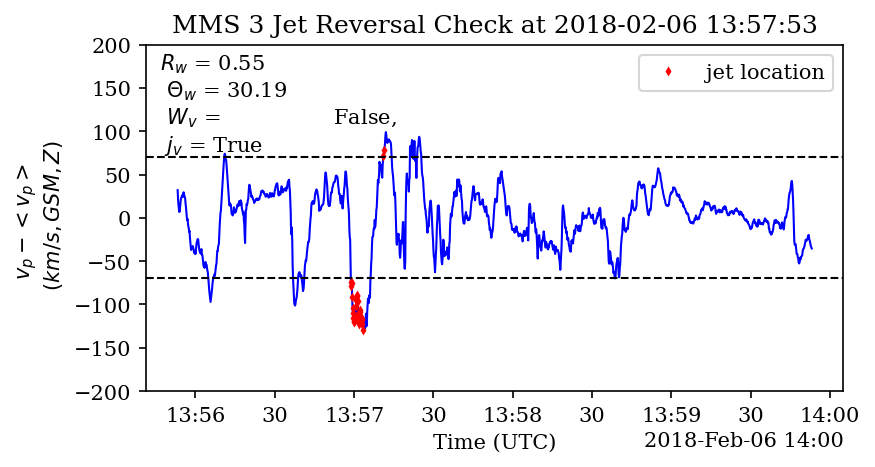 MMS 3 Jet Reversal Check at 2018-02-06 13:57:53
R_w = 0.55
Θ_w = 30.19
W_v = False,
j_v = True
jet location
v_p − <v_p>
(km/s, GSM, Z)
200
150
100
50
0
−50
−100
−150
−200
13:56 30 13:57 30 13:58 30 13:59 30 14:00
Time (UTC)
2018-Feb-06 14:00